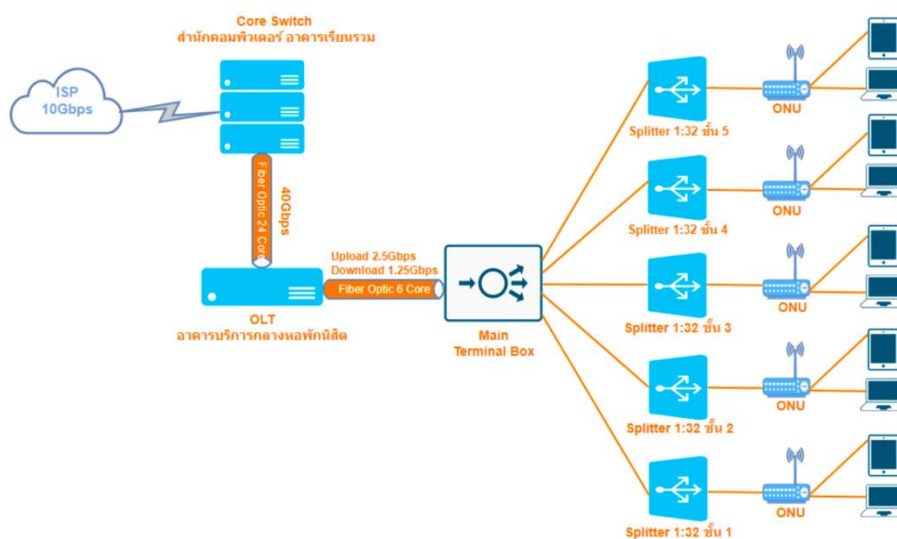 Core Switch
สำนักคอมพิวเตอร์ อาคารเรียนรวม
ISP
10Gbps
Fiber Optic 24 Core
40Gbps
Upload 2.5Gbps
Download 1.25Gbps
Fiber Optic 6 Core
OLT
อาคารบริการกลางหอพักนิสิต
Main
Terminal Box
Splitter 1:32 ชั้น 5
ONU
Splitter 1:32 ชั้น 4
ONU
Splitter 1:32 ชั้น 3
ONU
Splitter 1:32 ชั้น 2
ONU
Splitter 1:32 ชั้น 1
ONU